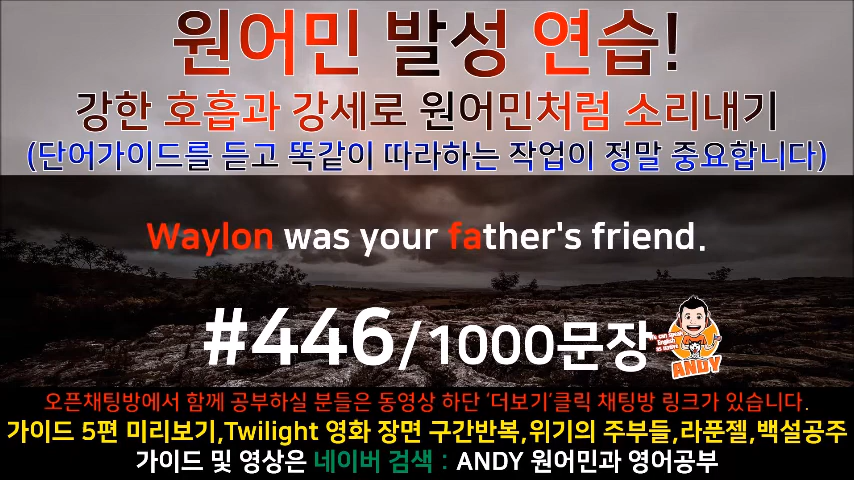 원어민 발성 연습!
강한 호흡과 강세로 원어민처럼 소리내기
(단어가이드를 듣고 똑같이 따라하는 작업이 정말 중요합니다)
Waylon was your father's friend.
#446/1000문장
We can speak
English
as native
ANDY
오픈채팅방에서 함께 공부하실 분들은 동영상 하단 '더보기'클릭 채팅방 링크가 있습니다.
가이드 5편 미리보기,Twilight 영화 장면 구간반복,위기의 주부들,라푼젤,백설공주
가이드 및 영상은 네이버 검색 : ANDY 원어민과 영어공부